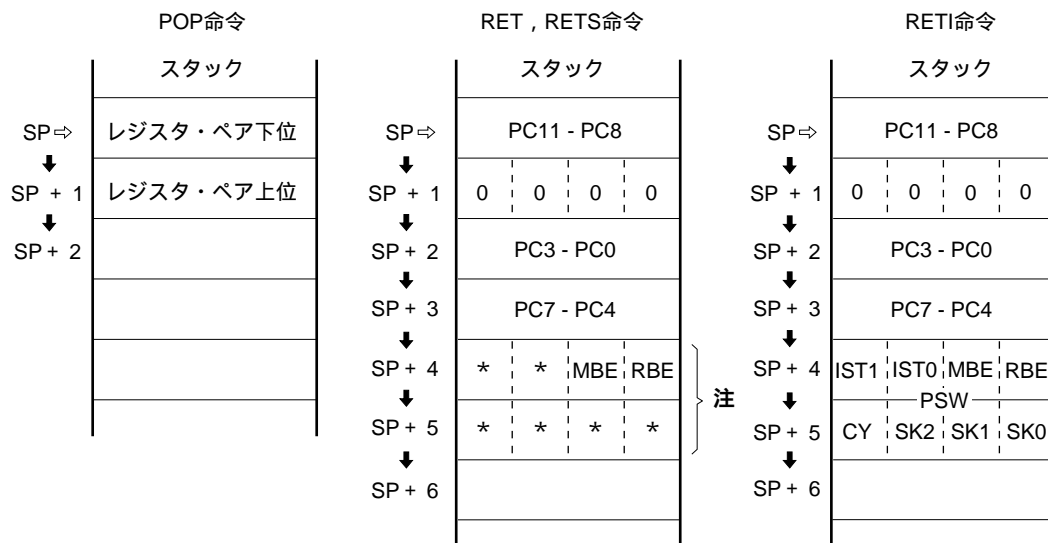 POP命令 RET , RETS命令 RETI命令
スタック スタック スタック
SP⇨ レジスタ・ペア下位 SP⇨ PC11 - PC8 SP⇨ PC11 - PC8
SP + 1 レジスタ・ペア上位 SP + 1 0 0 0 0 SP + 1 0 0 0 0
SP + 2 SP + 2 PC3 - PC0 SP + 2 PC3 - PC0
SP + 3 PC7 - PC4 SP + 3 PC7 - PC4
SP + 4 * * MBE RBE SP + 4 IST1 IST0 MBE RBE
注 PSW
SP + 5 * * * * SP + 5 CY SK2 SK1 SK0
SP + 6 SP + 6